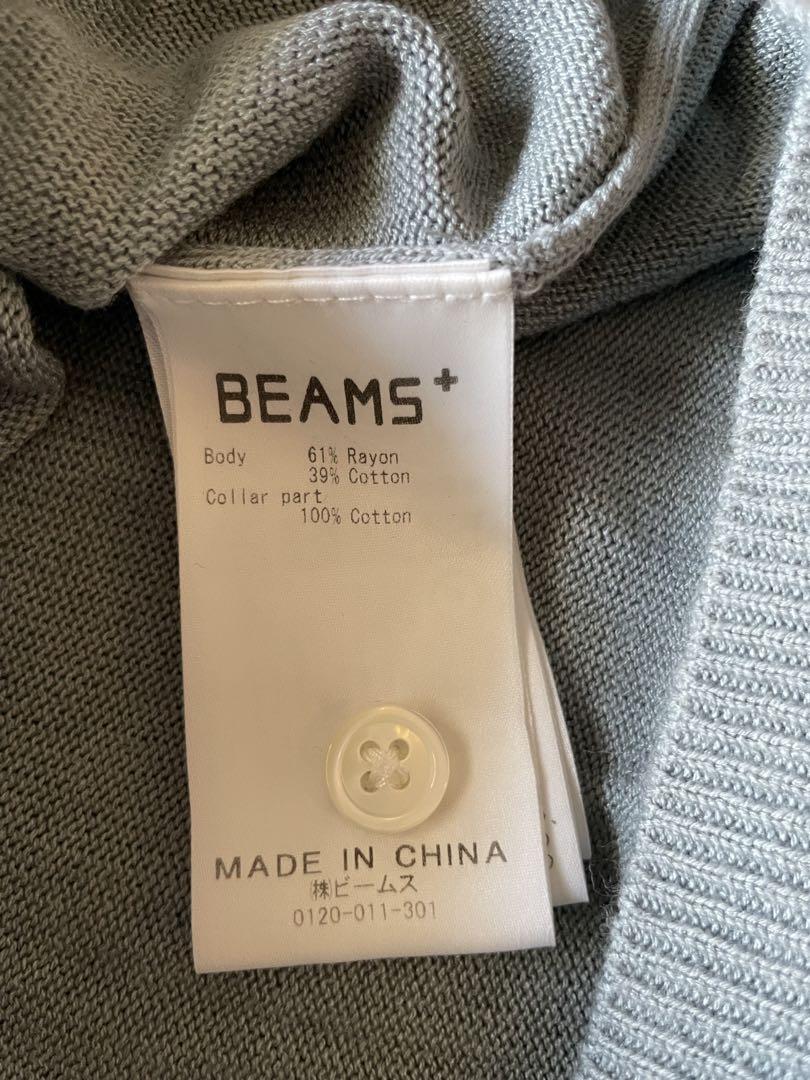 BEAMS+
Body 61% Rayon
39% Cotton
Collar part
100% Cotton
MADE IN CHINA
㈱ビームス
0120-011-301